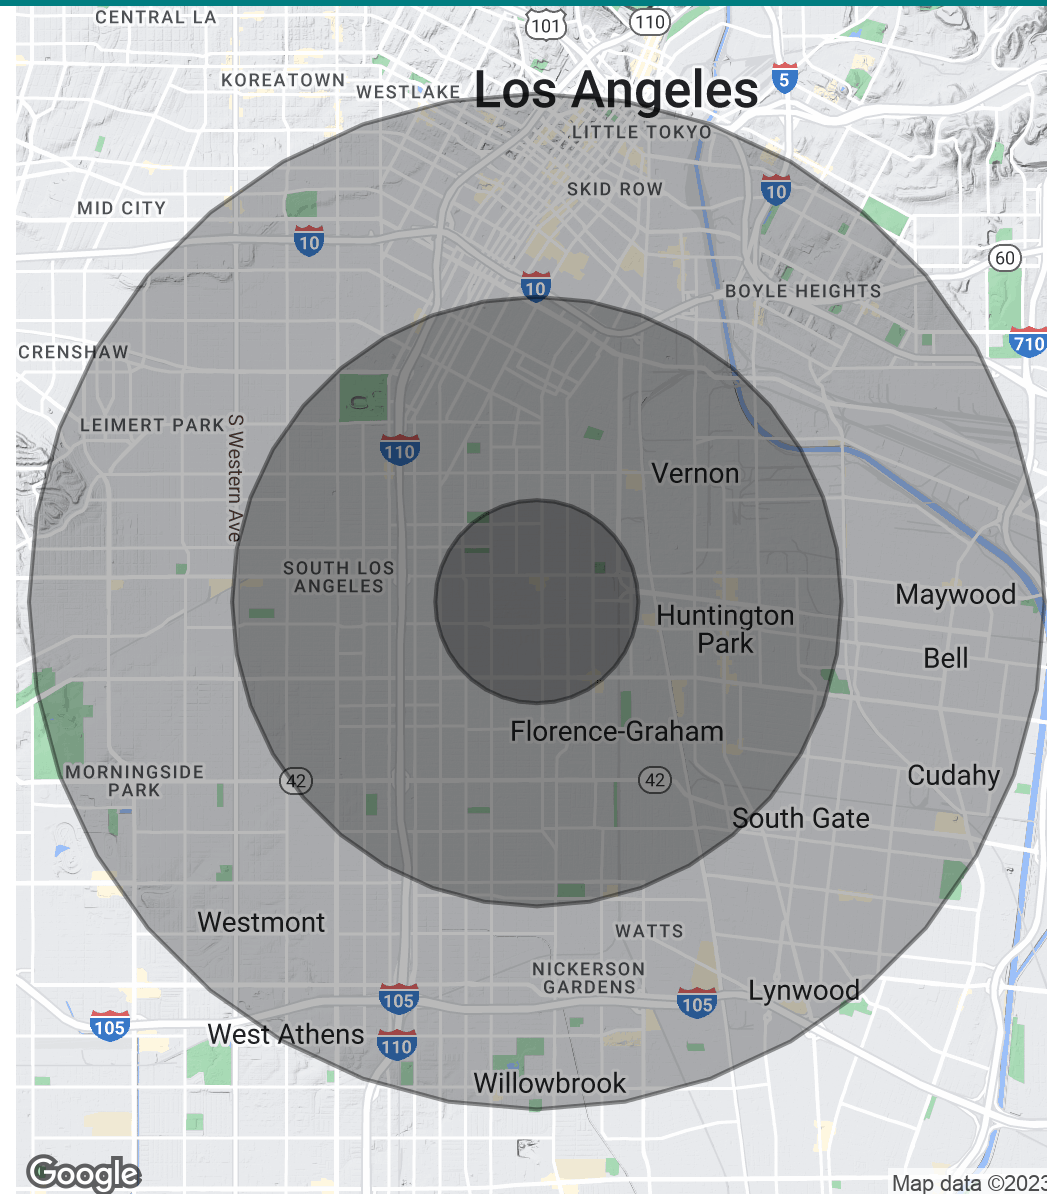 CENTRAL LA
101
110
KOREATOWN
WESTLAKE
Los Angeles
5
LITTLE TOKYO
SKID ROW
10
MID CITY
10
60
10
BOYLE HEIGHTS
710
CRENSHAW
LEIMERT PARK
S Western Ave
110
Vernon
SOUTH LOS
ANGELES
Maywood
Huntington
Park
Bell
Florence-Graham
MORNINGSIDE
PARK
42
42
Cudahy
South Gate
Westmont
WATTS
NICKERSON
GARDENS
Lynwood
105
105
105
West Athens
110
Willowbrook
Google
Map data ©2023